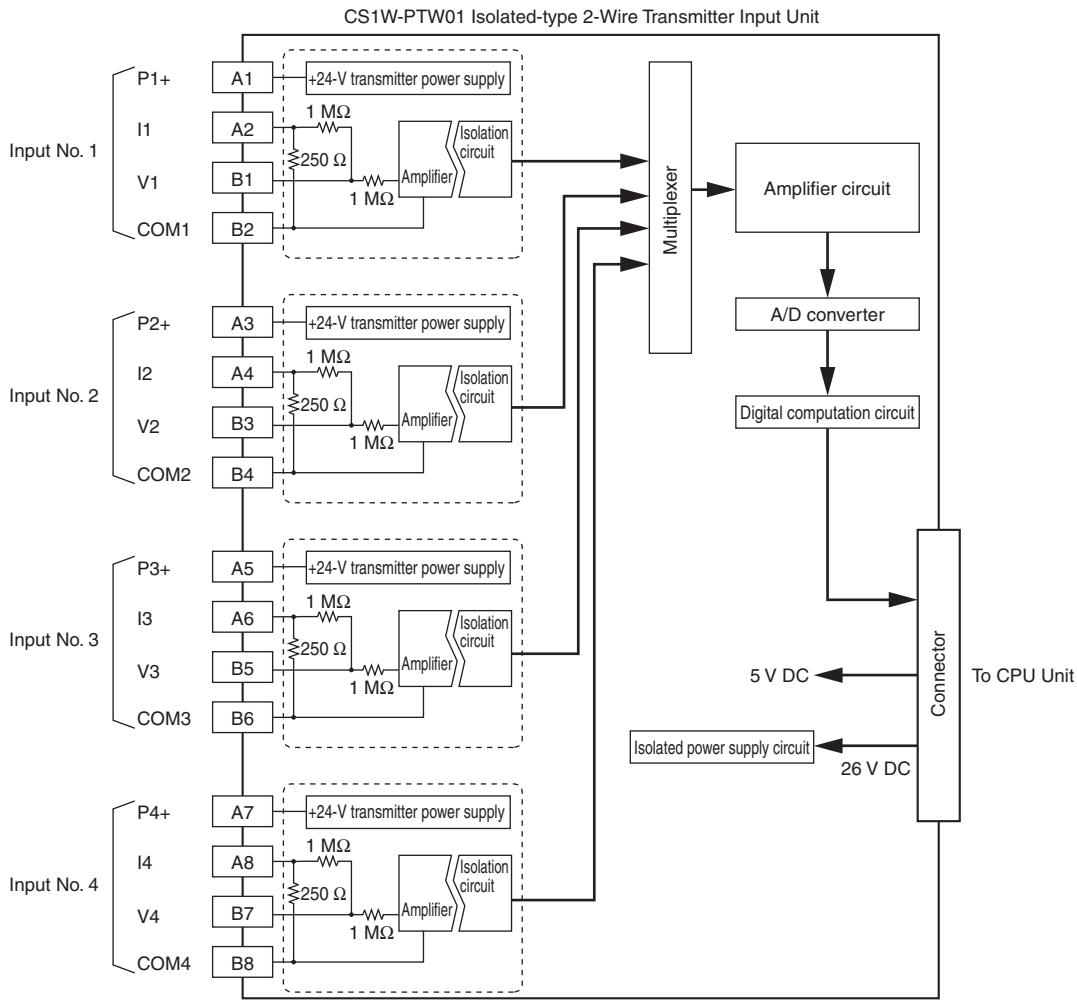 CS1W-PTW01 Isolated-type 2-Wire Transmitter Input Unit
Input No. 1
P1+
A1
+24-V transmitter power supply
I1
A2
1 MΩ
250 Ω
V1
B1
1 MΩ
COM1
B2
Amplifier
Isolation
circuit
Input No. 2
P2+
A3
+24-V transmitter power supply
I2
A4
1 MΩ
250 Ω
V2
B3
1 MΩ
COM2
B4
Amplifier
Isolation
circuit
Input No. 3
P3+
A5
+24-V transmitter power supply
I3
A6
1 MΩ
250 Ω
V3
B5
1 MΩ
COM3
B6
Amplifier
Isolation
circuit
Input No. 4
P4+
A7
+24-V transmitter power supply
I4
A8
1 MΩ
250 Ω
V4
B7
1 MΩ
COM4
B8
Amplifier
Isolation
circuit
Multiplexer
Amplifier circuit
A/D converter
Digital computation circuit
Connector
To CPU Unit
5 V DC
Isolated power supply circuit
26 V DC